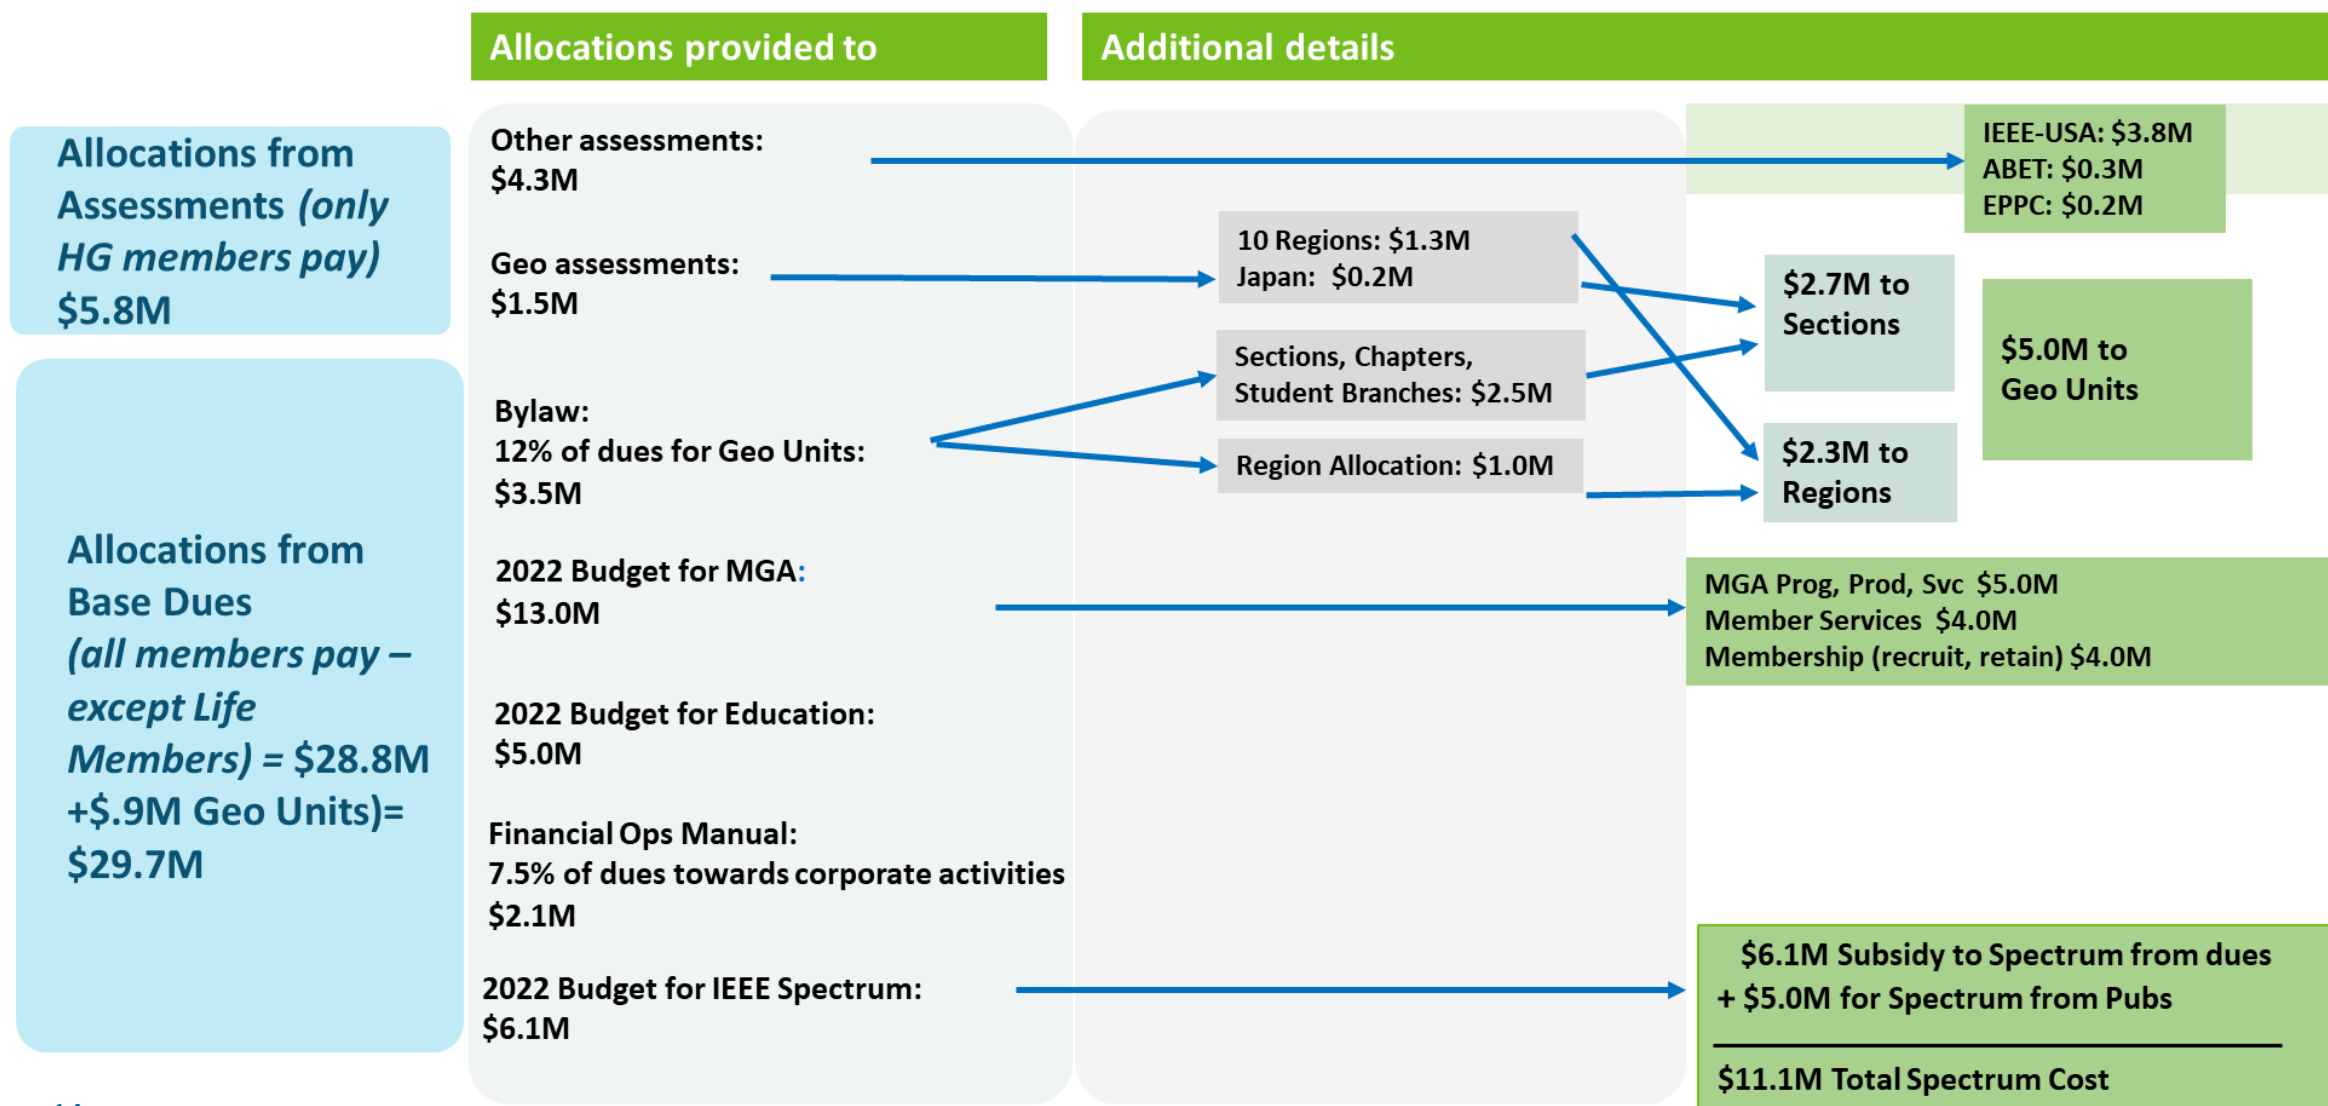 Allocations provided to
Additional details
Allocations from
Assessments (only
HG members pay)
$5.8M
Other assessments:
$4.3M
IEEE-USA: $3.8M
ABET: $0.3M
EPPC: $0.2M
Geo assessments:
$1.5M
10 Regions: $1.3M
Japan: $0.2M
$2.7M to
Sections
$5.0M to
Geo Units
Allocations from
Base Dues
(all members pay –
except Life
Members) = $28.8M
+$.9M Geo Units)=
$29.7M
Bylaw:
12% of dues for Geo Units:
$3.5M
Sections, Chapters,
Student Branches: $2.5M
Region Allocation: $1.0M
$2.3M to
Regions
2022 Budget for MGA:
$13.0M
MGA Prog, Prod, Svc $5.0M
Member Services $4.0M
Membership (recruit, retain) $4.0M
2022 Budget for Education:
$5.0M
Financial Ops Manual:
7.5% of dues towards corporate activities
$2.1M
2022 Budget for IEEE Spectrum:
$6.1M
$6.1M Subsidy to Spectrum from dues
+ $5.0M for Spectrum from Pubs
$11.1M Total Spectrum Cost